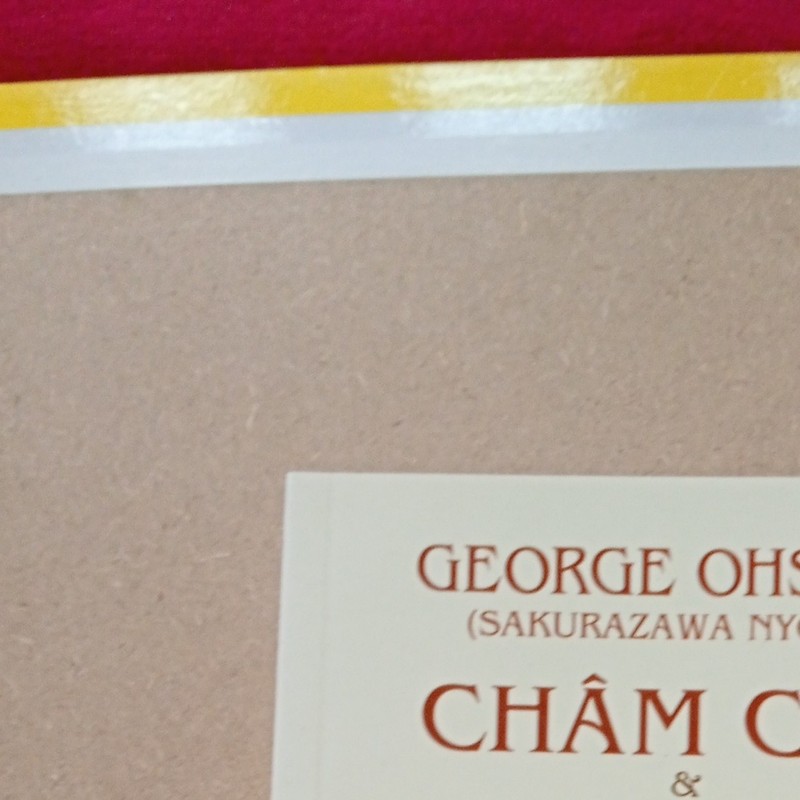 GEORGE OHS
(SAKURAZAWA NYO
CHÂM C
&